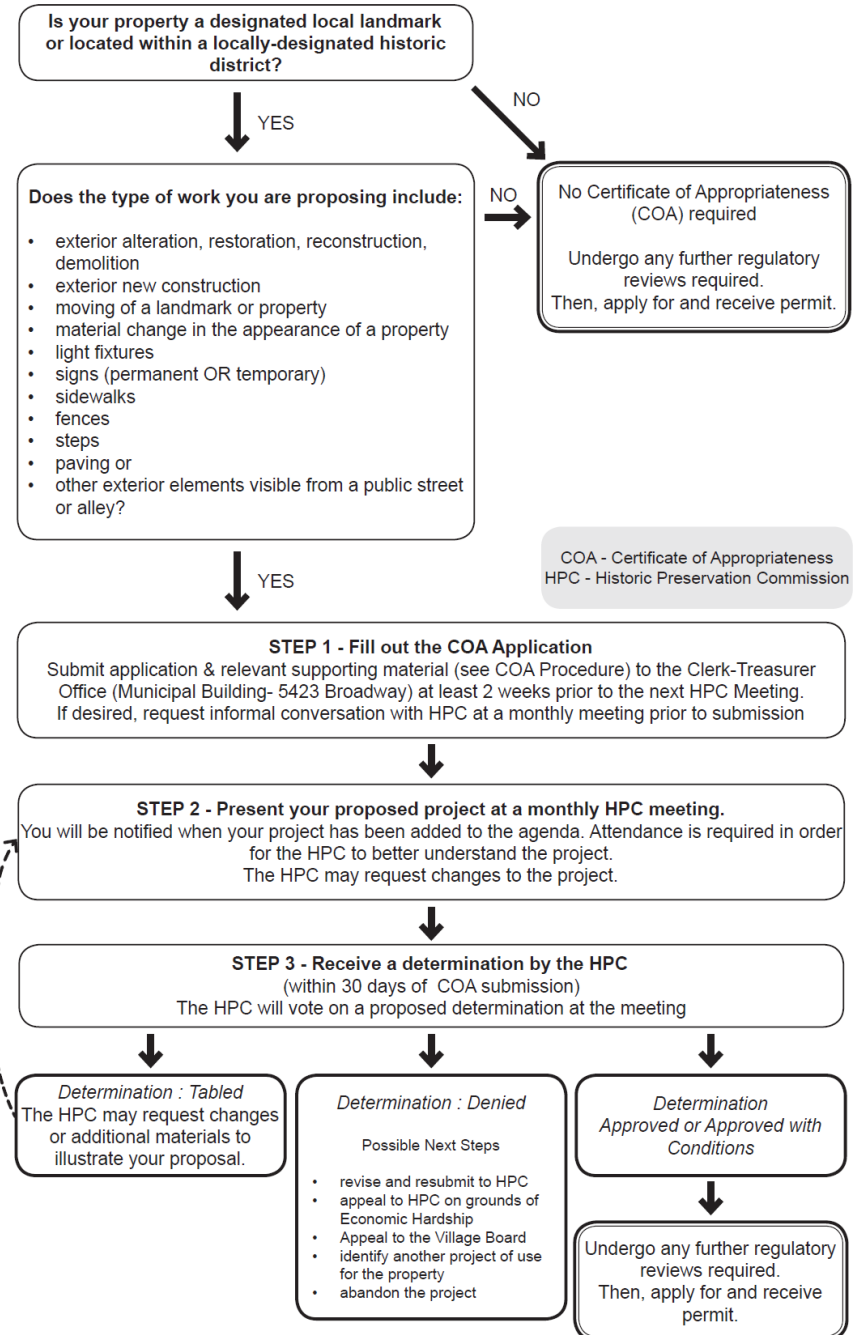 Is your property a designated local landmark
or located within a locally-designated historic
district?
NO
YES
Does the type of work you are proposing include:
• exterior alteration, restoration, reconstruction,
demolition
• exterior new construction
• moving of a landmark or property
• material change in the appearance of a property
• light fixtures
• signs (permanent OR temporary)
• sidewalks
• fences
• steps
• paving or
• other exterior elements visible from a public street
or alley?
NO
No Certificate of Appropriateness
(COA) required
Undergo any further regulatory
reviews required.
Then, apply for and receive permit.
YES
COA - Certificate of Appropriateness
HPC - Historic Preservation Commission
STEP 1 - Fill out the COA Application
Submit application & relevant supporting material (see COA Procedure) to the Clerk-Treasurer
Office (Municipal Building- 5423 Broadway) at least 2 weeks prior to the next HPC Meeting.
If desired, request informal conversation with HPC at a monthly meeting prior to submission
STEP 2 - Present your proposed project at a monthly HPC meeting.
You will be notified when your project has been added to the agenda. Attendance is required in order
for the HPC to better understand the project.
The HPC may request changes to the project.
STEP 3 - Receive a determination by the HPC
(within 30 days of COA submission)
The HPC will vote on a proposed determination at the meeting
Determination : Tabled
The HPC may request changes
or additional materials to
illustrate your proposal.
Determination : Denied
Possible Next Steps
• revise and resubmit to HPC
• appeal to HPC on grounds of
Economic Hardship
• Appeal to the Village Board
• identify another project of use
for the property
• abandon the project
Determination
Approved or Approved with
Conditions
Undergo any further regulatory
reviews required.
Then, apply for and receive
permit.